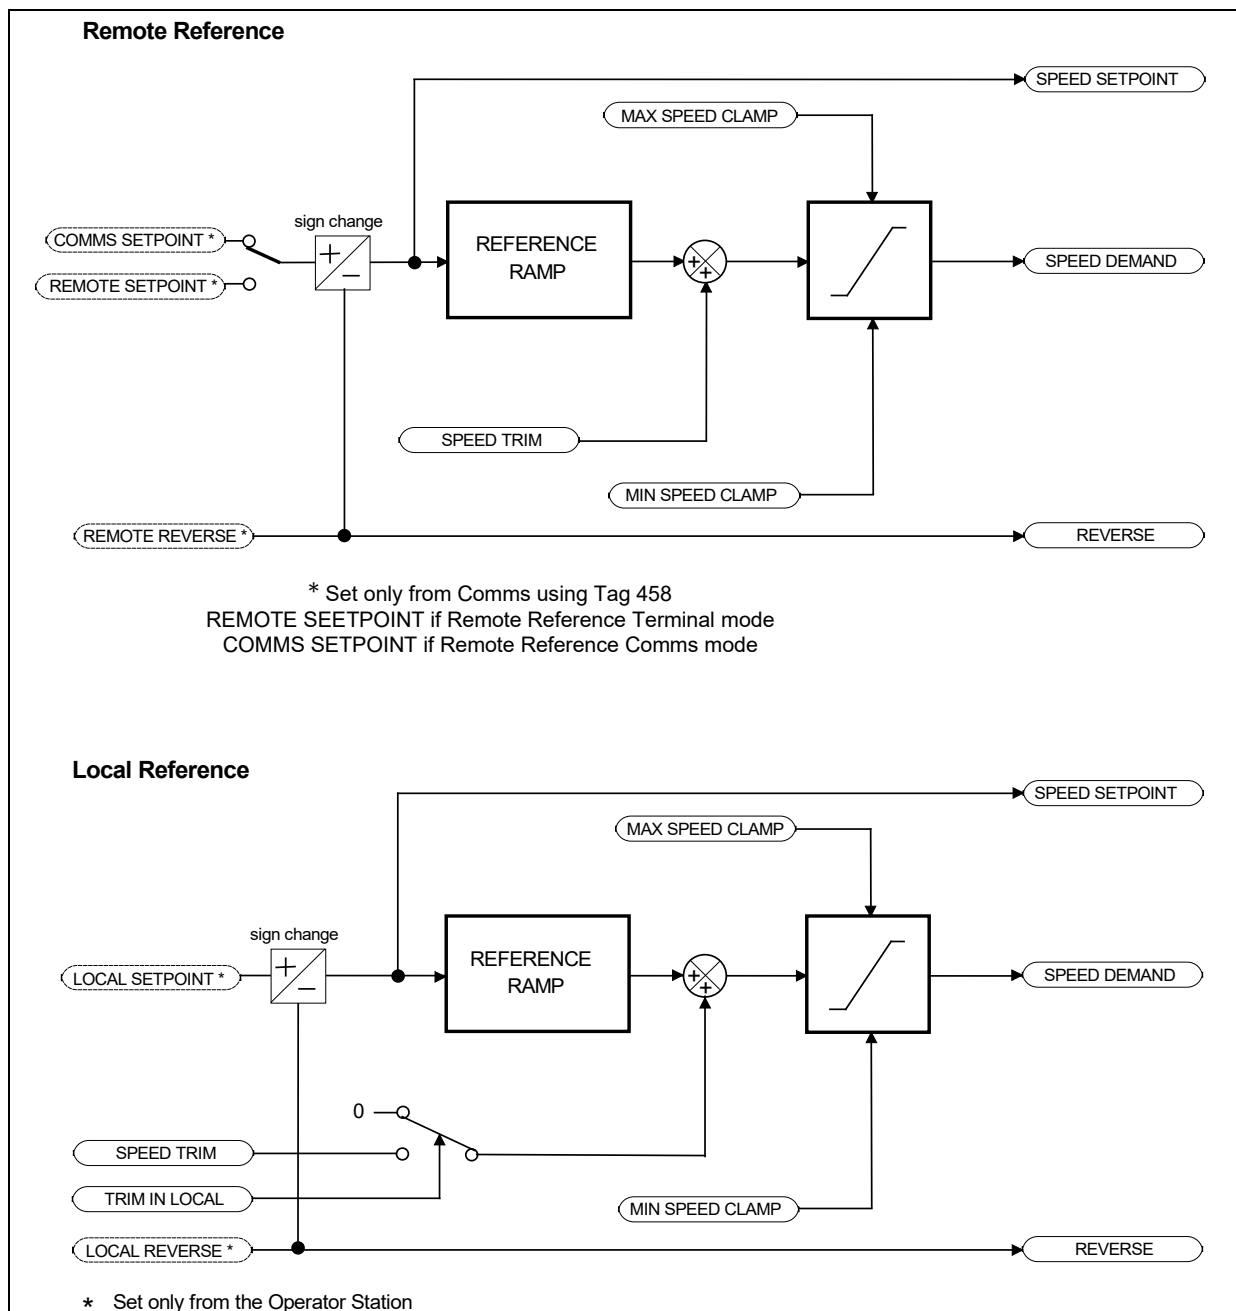 Remote Reference
SPEED SETPOINT
MAX SPEED CLAMP
sign change
COMMS SETPOINT *
+
−
REFERENCE
RAMP
+
+
SPEED DEMAND
REMOTE SETPOINT *
SPEED TRIM
MIN SPEED CLAMP
REMOTE REVERSE *
REVERSE
* Set only from Comms using Tag 458
REMOTE SEETPOINT if Remote Reference Terminal mode
COMMS SETPOINT if Remote Reference Comms mode
Local Reference
SPEED SETPOINT
MAX SPEED CLAMP
sign change
LOCAL SETPOINT *
+
−
REFERENCE
RAMP
+
+
SPEED DEMAND
0
SPEED TRIM
TRIM IN LOCAL
MIN SPEED CLAMP
LOCAL REVERSE *
REVERSE
* Set only from the Operator Station